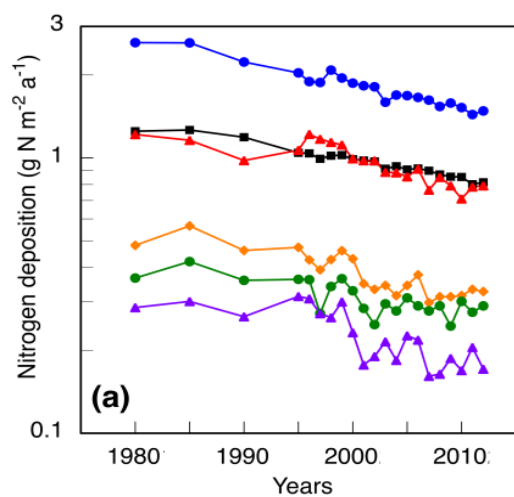 3
1
0.1
Nitrogen deposition (g N m⁻² a⁻¹)
(a)
1980 1990 2000 2010
Years